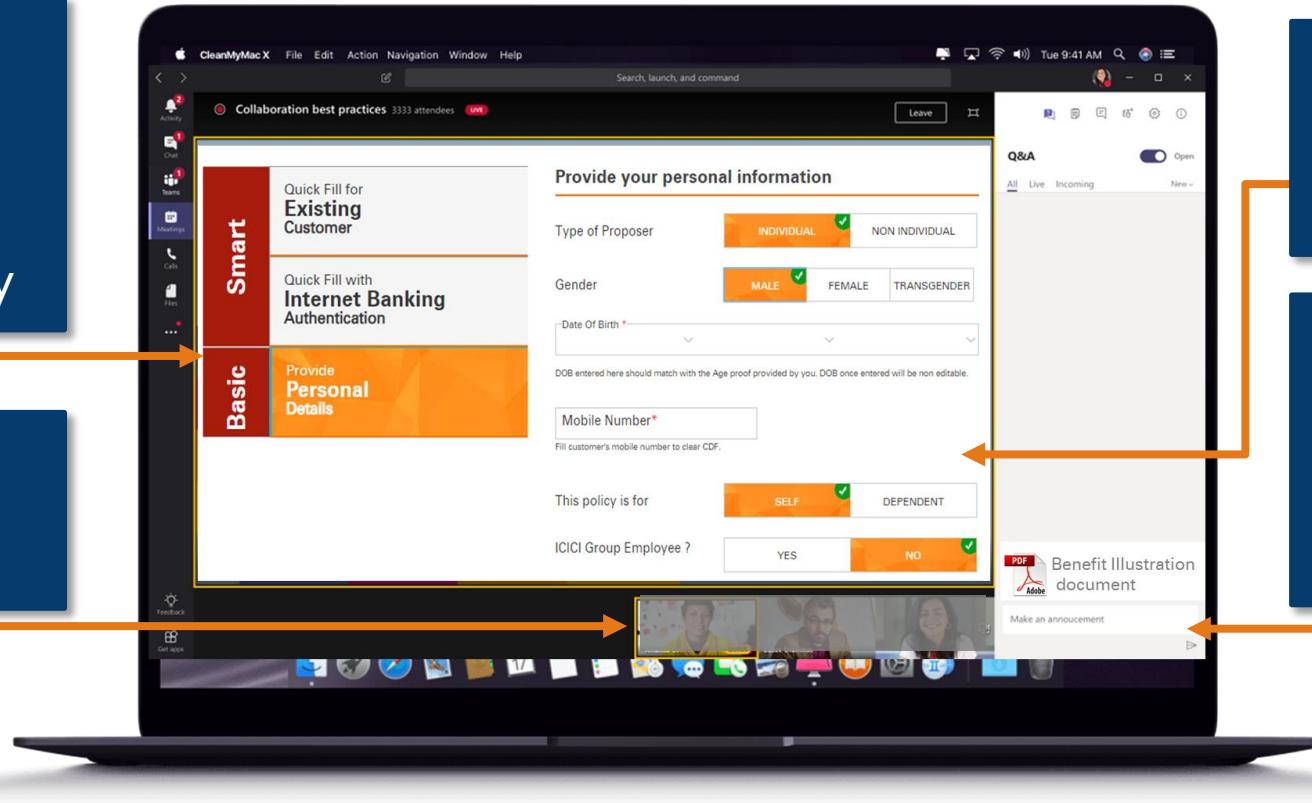 y
CleanMyMac X File Edit Action Navigation Window Help
Tue 9:41 AM
Search, launch, and command
Collaboration best practices 3333 attendees LIVE
Leave
2
Activity
1
Chat
1
Teams
Meetings
Calls
Files
Feedback
Get apps
Smart
Quick Fill for
Existing
Customer
Quick Fill with
Internet Banking
Authentication
Basic
Provide
Personal
Details
Provide your personal information
Type of Proposer
INDIVIDUAL
NON INDIVIDUAL
Gender
MALE
FEMALE
TRANSGENDER
Date Of Birth *
DOB entered here should match with the Age proof provided by you. DOB once entered will be non editable.
Mobile Number*
Fill customer's mobile number to clear CDF.
This policy is for
SELF
DEPENDENT
ICICI Group Employee ?
YES
NO
Q&A
Open
All Live Incoming
New
PDF
Adobe
Benefit Illustration
document
Make an annoucement
17